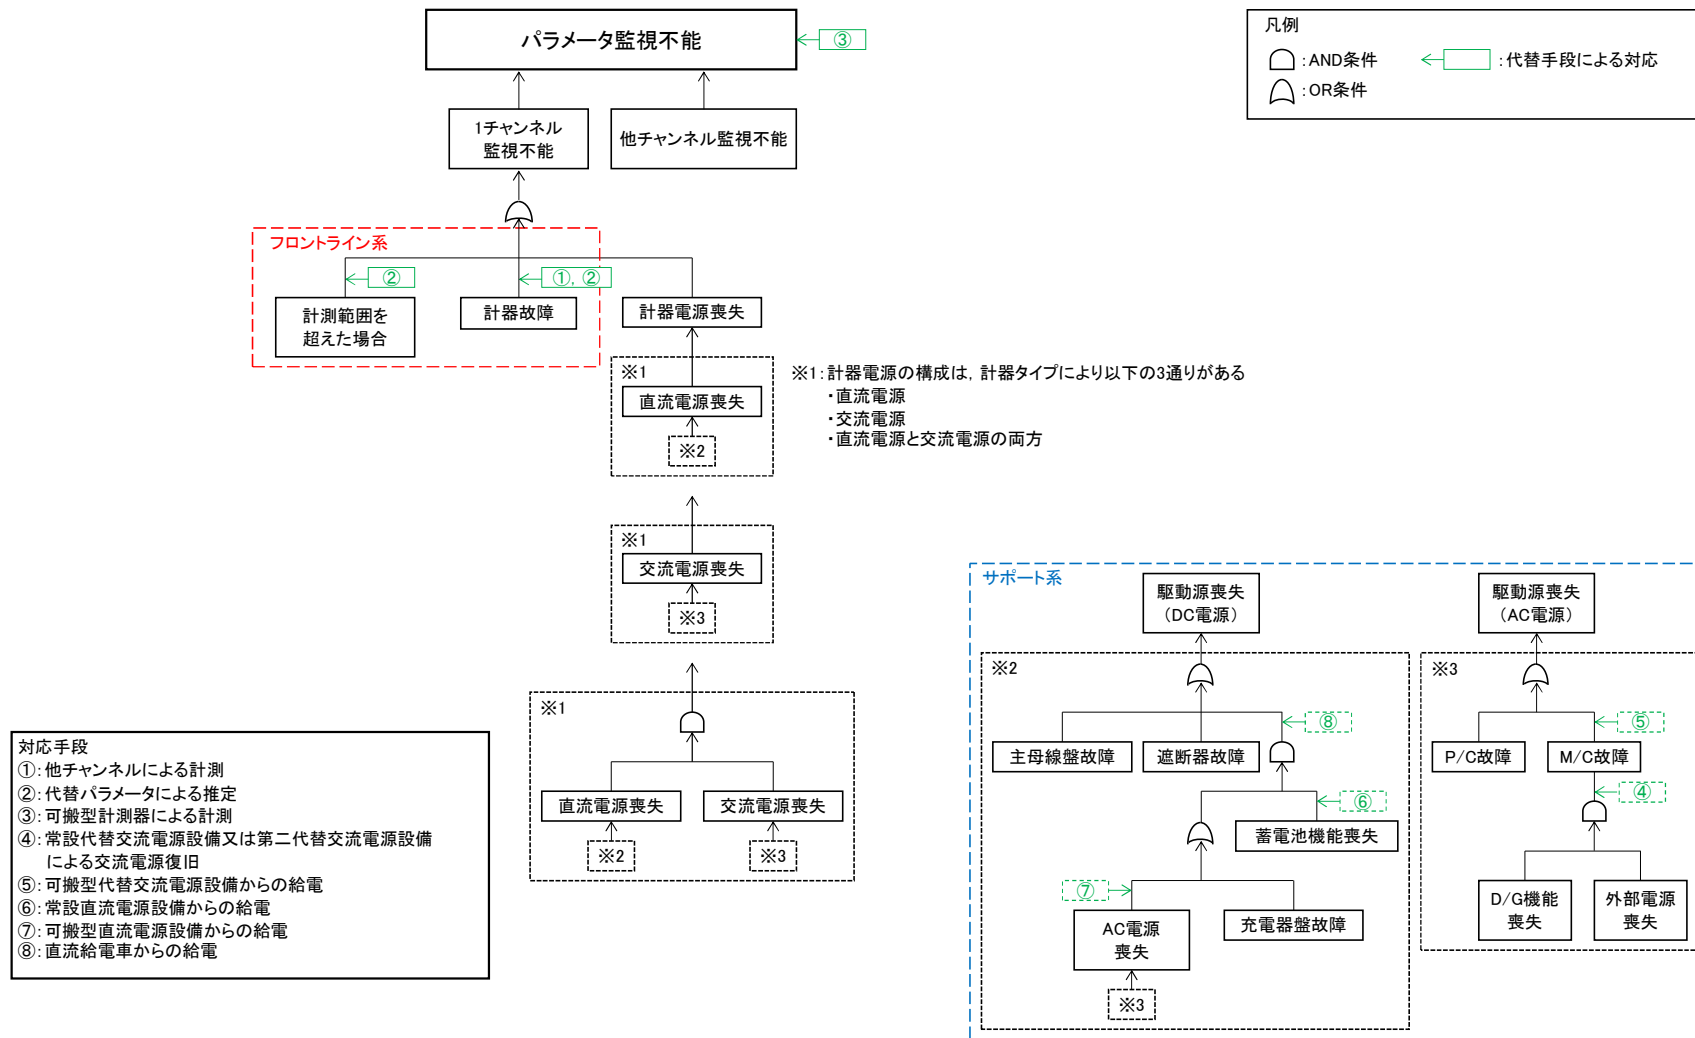 パラメータ監視不能
③
凡例
:AND条件
:代替手段による対応
:OR条件
1チャンネル
監視不能
他チャンネル監視不能
フロントライン系
②
①, ②
計測範囲を
超えた場合
計器故障
計器電源喪失
※1
直流電源喪失
※2
※1:計器電源の構成は, 計器タイプにより以下の3通りがある
・直流電源
・交流電源
・直流電源と交流電源の両方
※1
交流電源喪失
※3
※1
直流電源喪失
交流電源喪失
※2
※3
サポート系
駆動源喪失
(DC電源)
駆動源喪失
(AC電源)
※2
⑧
主母線盤故障
遮断器故障
⑥
蓄電池機能喪失
⑦
AC電源
喪失
充電器盤故障
※3
※3
⑤
P/C故障
M/C故障
④
D/G機能
喪失
外部電源
喪失
対応手段
①:他チャンネルによる計測
②:代替パラメータによる推定
③:可搬型計測器による計測
④:常設代替交流電源設備又は第二代替交流電源設備
による交流電源復旧
⑤:可搬型代替交流電源設備からの給電
⑥:常設直流電源設備からの給電
⑦:可搬型直流電源設備からの給電
⑧:直流給電車からの給電